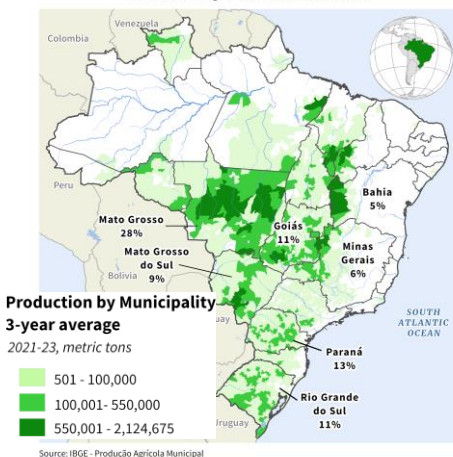 Venezuela
Colombia
Peru
Bahia
5%
Mato Grosso
28%
Goiás
11%
Mato Grosso
do Sul
9%
Minas
Gerais
6%
Bolivia
Production by Municipality
3-year average
2021-23, metric tons
501 - 100,000
100,001- 550,000
550,001 - 2,124,675
uay
SOUTH
ATLANTIC
OCEAN
Paraná
13%
Rio Grande
do Sul
11%
Uruguay
Source: IBGE - Produção Agrícola Municipal